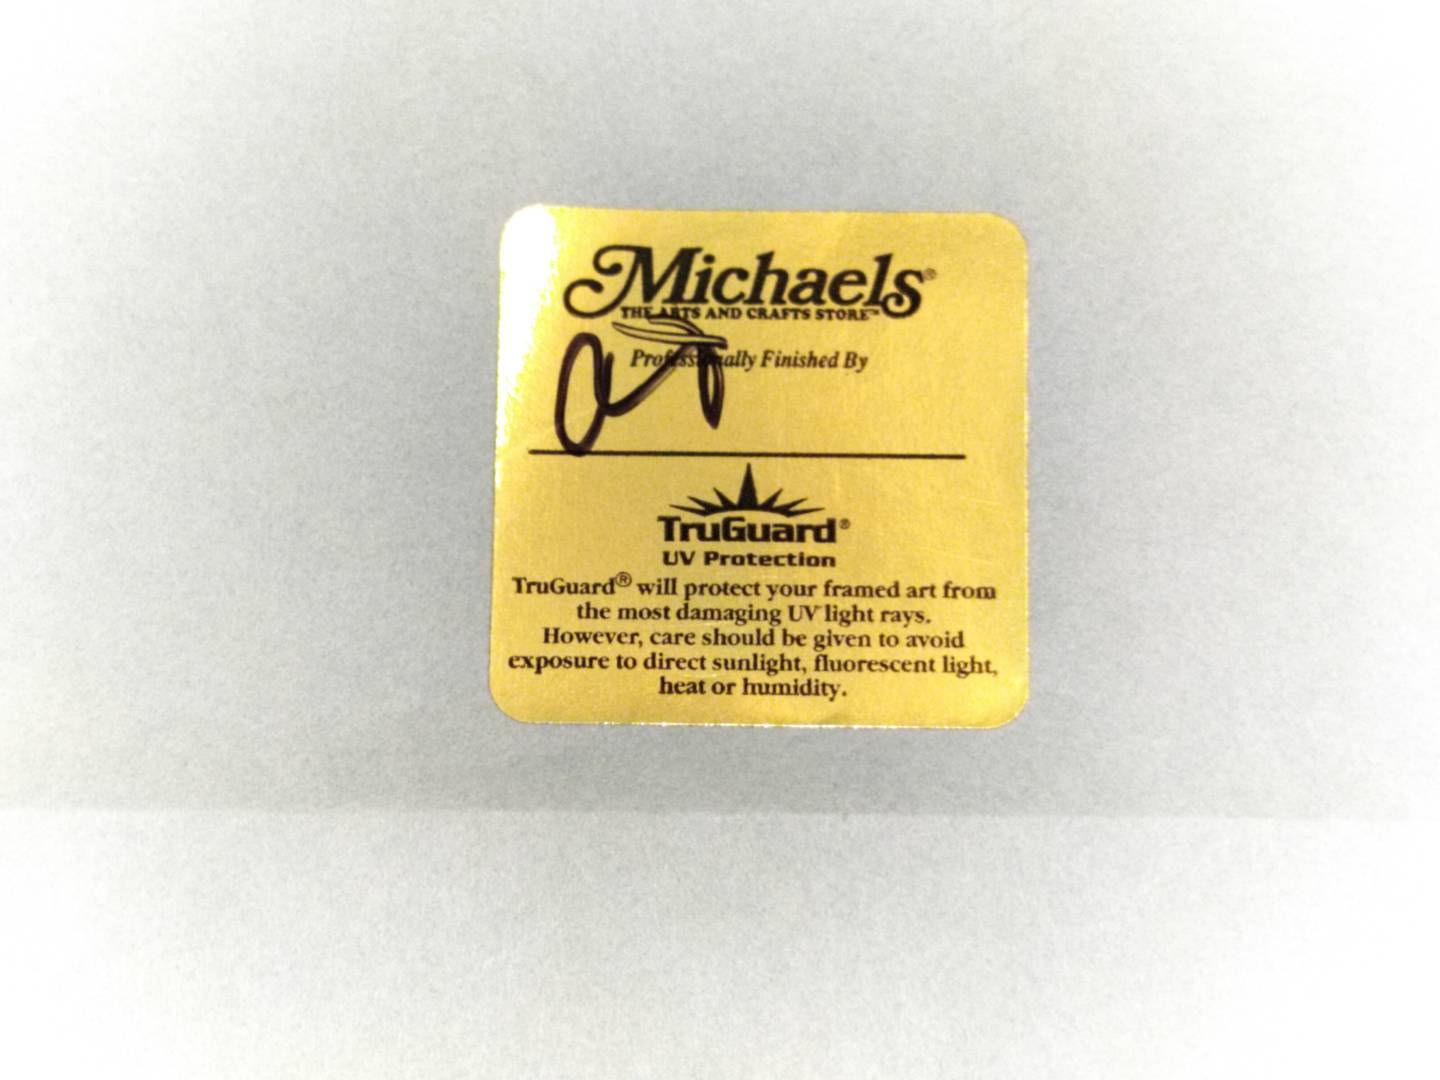 Michaels®
THE ARTS AND CRAFTS STORE™
Professionally Finished By
TruGuard®
UV Protection
TruGuard® will protect your framed art from
the most damaging UV light rays.
However, care should be given to avoid
exposure to direct sunlight, fluorescent light,
heat or humidity.